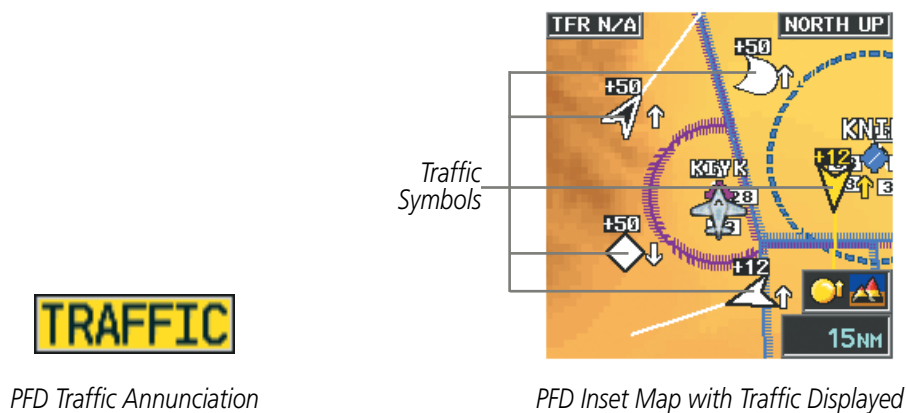 TFR N/A
NORTH UP
+50
+50
KNI
+12
Traffic
Symbols
28
+50
+12
TRAFFIC
15NM
PFD Traffic Annunciation
PFD Inset Map with Traffic Displayed